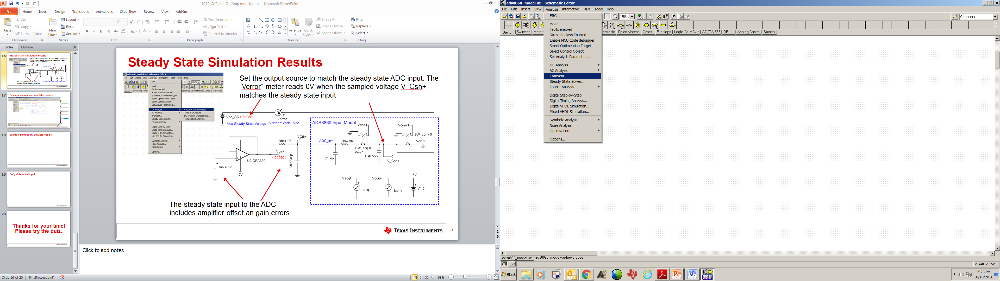 1019-SAR and Op Amp models.pptx - Microsoft PowerPoint
File Home Insert Design Transitions Animations Slide Show Review View Add-Ins
Paste
Cut
Copy
Format Painter
Clipboard
New Slide
Layout
Reset
Section
Slides
29
Font
Text Direction
Align Text
Convert to SmartArt
Paragraph
Arrange
Quick Styles
Shape Fill
Shape Outline
Shape Effects
Drawing
Find
Replace
Select
Editing
Slides Outline
16
Steady State Simulation Results
17
Example simulation: simulator results
18
Example simulation: simulator results
19
Fully differential input
20
Thanks for your time!
Please try the quiz.
Steady State Simulation Results
ads8860_model-se - Schematic Editor
File Edit Insert View Analysis Interactive T&M Tools Help
ERC...
Mode...
Faults enabled
Stress Analysis Enabled
Enable MCU Code debugger
Select Optimization Target
Select Control Object
Set Analysis Parameters...
DC Analysis
AC Analysis
Transient...
Steady State Solver...
Fourier Analysis
Digital Step-by-Step
Digital Timing Analysis...
Digital VHDL Simulation...
Mixed VHDL Simulation...
Symbolic Analysis
Noise Analysis...
Optimization
Options...
Calculate nodal voltages
Table of DC results
DC Transfer Characteristic...
Temperature Analysis...
Set the output source to match the steady state ADC input. The
“Verror” meter reads 0V when the sampled voltage V_Csh+
matches the steady state input
Voa_SS 4.599501
Voa Steady State Voltage
V
Verror
Verror = Vcsh - Voa
ADS8860 Input Model
Vacq
Vconv
SW_conv 0
Von 1
VCflt+
Rfilt+ 96
ADC_in+
Rsw 96
SW_acq 0
Von 1
Voa+
4.599501
U2 OPA320
Cfilt 640p
C1 4p
Csh 55p
V_Csh+
Vin 4.5V
5V
Vacq
tacq
Vconv
tconv
5V
V1 5
The steady state input to the ADC
includes amplifier offset an gain errors.
TEXAS INSTRUMENTS
16
Click to add notes
Slide 16 of 20 "FinalPowerpoint" 68%
ads8860_model-se - Schematic Editor
File Edit Insert View Analysis Interactive T&M Tools Help
100%
Capacitor
Basic Switches Meters ectronic Spice Macros Gates Flip-flops Logic ICs-MCUs AD/DA-555 RF Analog Control Special
ERC...
Mode...
Faults enabled
Stress Analysis Enabled
Enable MCU Code debugger
Select Optimization Target
Select Control Object
Set Analysis Parameters...
DC Analysis
AC Analysis
Transient...
Steady State Solver...
Fourier Analysis
Digital Step-by-Step
Digital Timing Analysis...
Digital VHDL Simulation...
Mixed VHDL Simulation...
Symbolic Analysis
Noise Analysis...
Optimization
Options...
ads8860_model-se ads8860_model-se-few-probes
Exit
X: 448 Y: 552
Start
2:25 PM
10/10/2016